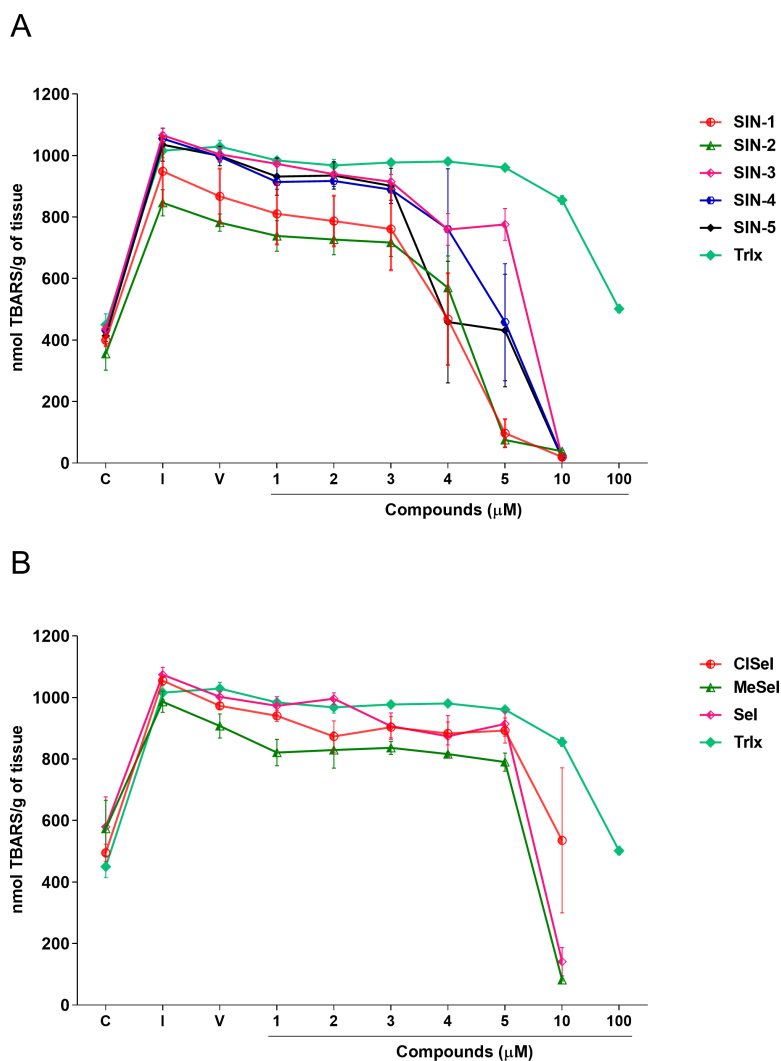 A
nmol TBARS/g of tissue
1200
1000
800
600
400
200
0
C I V 1 2 3 4 5 10 100
Compounds (μM)
SIN-1
SIN-2
SIN-3
SIN-4
SIN-5
Trlx
B
nmol TBARS/g of tissue
1200
1000
800
600
400
200
0
C I V 1 2 3 4 5 10 100
Compounds (μM)
ClSel
MeSel
Sel
Trlx